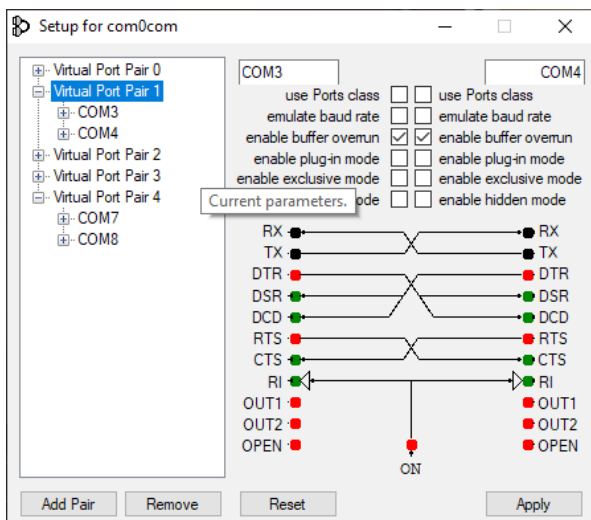 Setup for com0com
Virtual Port Pair 0
Virtual Port Pair 1
COM3
COM4
Virtual Port Pair 2
Virtual Port Pair 3
Virtual Port Pair 4
COM7
COM8
COM3 COM4
use Ports class use Ports class
emulate baud rate emulate baud rate
enable buffer overrun enable buffer overrun
enable plug-in mode enable plug-in mode
enable exclusive mode enable exclusive mode
Current parameters. ode enable hidden mode
RX RX
TX TX
DTR DTR
DSR DSR
DCD DCD
RTS RTS
CTS CTS
RI RI
OUT1 OUT1
OUT2 OUT2
OPEN OPEN
ON
Add Pair Remove Reset Apply